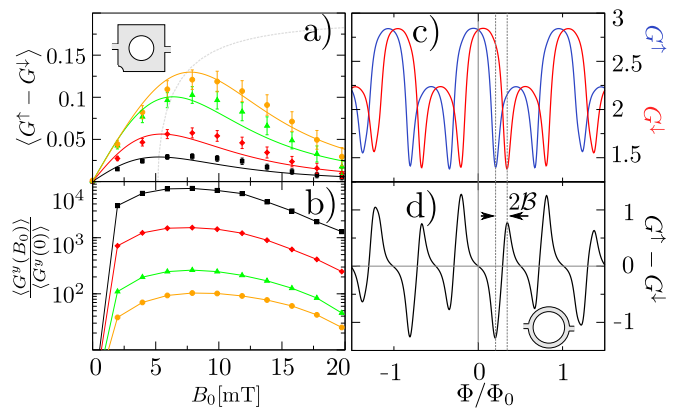 a)
⟨G↑ − G↓⟩
0.15
0.1
0.05
b)
⟨G^y(B_0)⟩
⟨G^y(0)⟩
10^4
10^3
10^2
0 5 10 15 20
B_0[mT]
c)
G↑
G↓
3
2.5
2
1.5
d)
2ℬ
G↑ − G↓
1
0
-1
-1 0 1
Φ/Φ_0